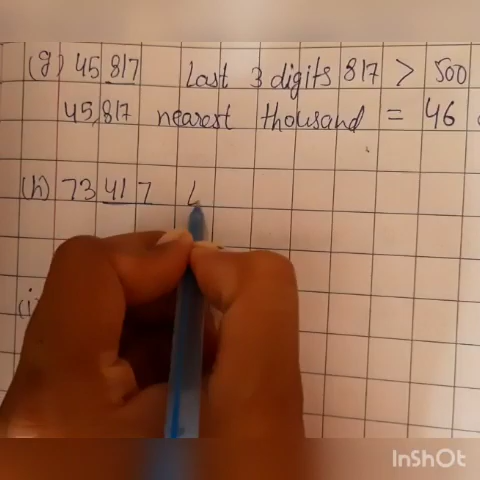 (g) 45 817 Last 3 digits 817 > 500
45,817 nearest thousand = 46
(h) 73 417 L
(i)
InShOt